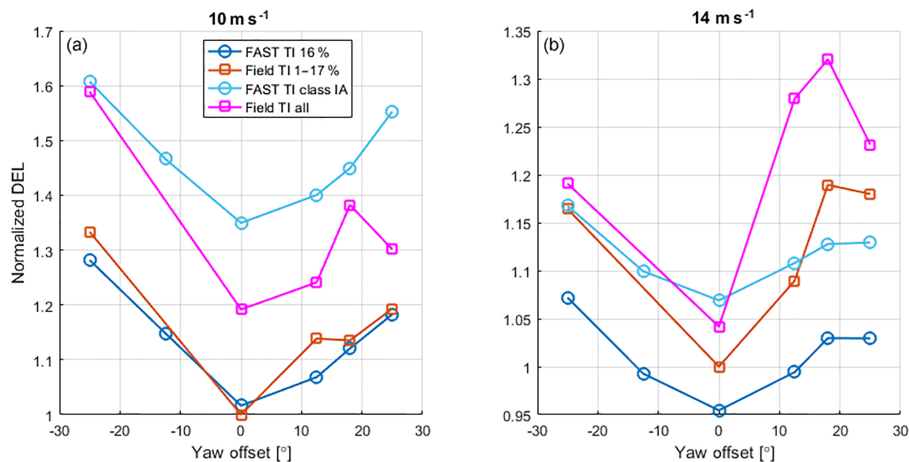 10 m s⁻¹
(a)
FAST TI 16 %
Field TI 1–17 %
FAST TI class IA
Field TI all
1.7
1.6
1.5
1.4
1.3
1.2
1.1
1
Normalized DEL
-30
-20
-10
0
10
20
30
Yaw offset [°]
14 m s⁻¹
(b)
1.35
1.3
1.25
1.2
1.15
1.1
1.05
1
0.95
-30
-20
-10
0
10
20
30
Yaw offset [°]